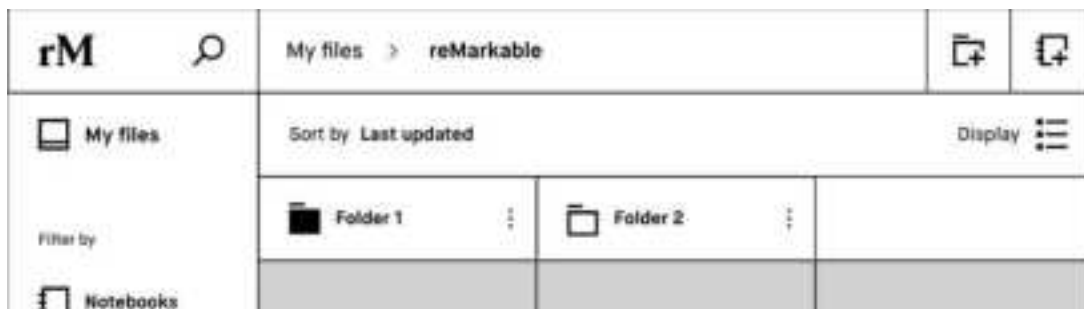 rM
My files > reMarkable
My files
Sort by Last updated
Display
Folder 1
Folder 2
Filter by
Notebooks